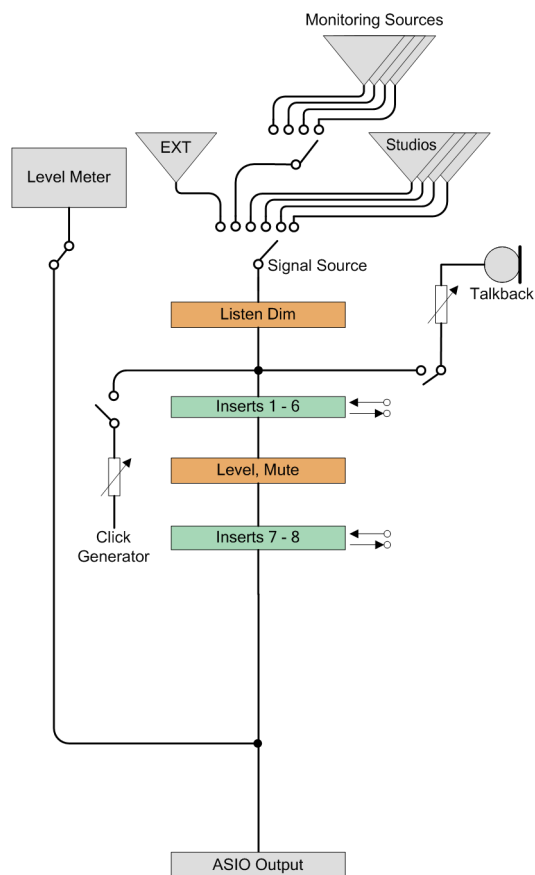 Monitoring Sources
EXT
Studios
Level Meter
Signal Source
Talkback
Listen Dim
Inserts 1 - 6
Level, Mute
Click
Generator
Inserts 7 - 8
ASIO Output